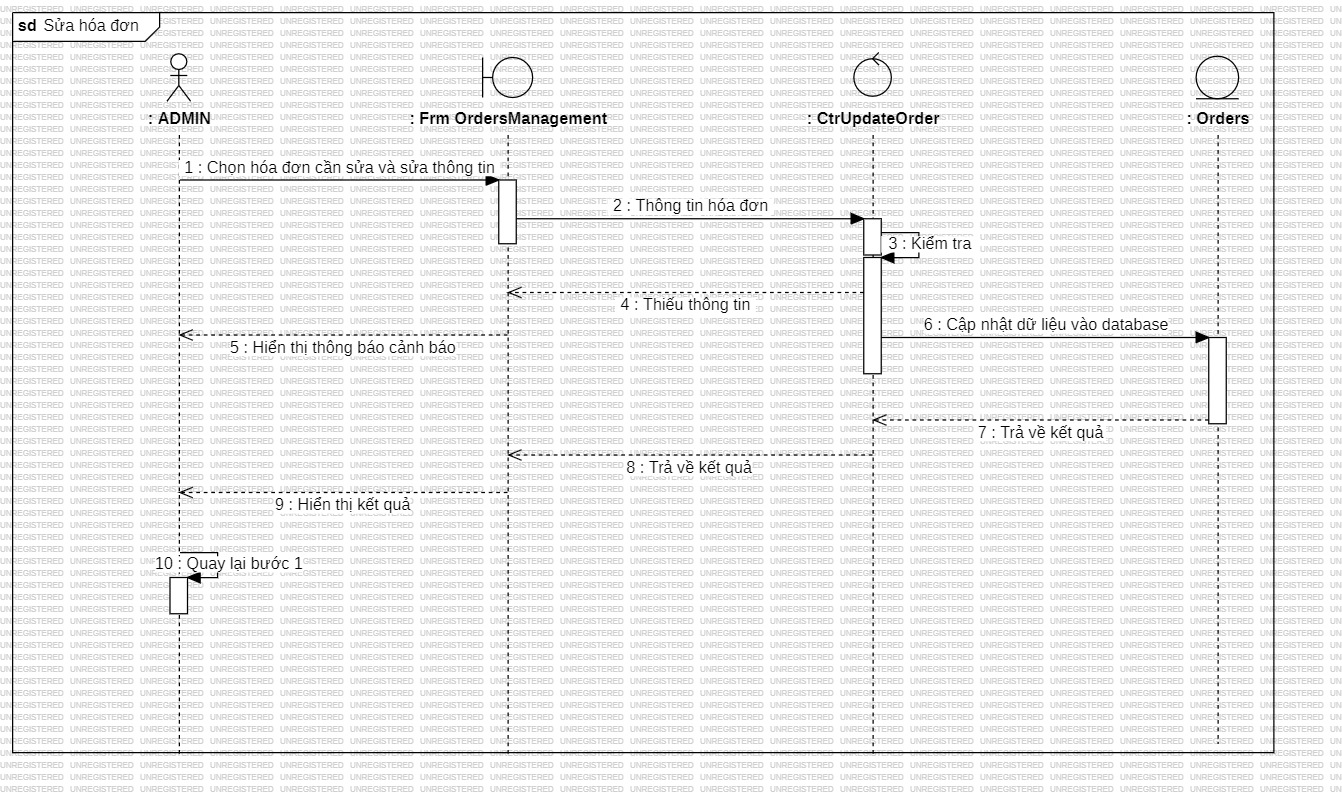 sd Sửa hóa đơn
: ADMIN
: Frm OrdersManagement
: CtrUpdateOrder
: Orders
1 : Chọn hóa đơn cần sửa và sửa thông tin
2 : Thông tin hóa đơn
3 : Kiểm tra
4 : Thiếu thông tin
5 : Hiển thị thông báo cảnh báo
6 : Cập nhật dữ liệu vào database
7 : Trả về kết quả
8 : Trả về kết quả
9 : Hiển thị kết quả
10 : Quay lại bước 1
UNREGISTERED